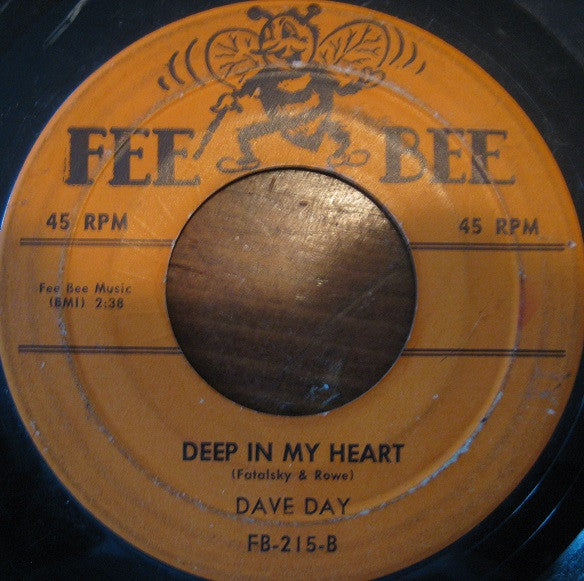 FEE BEE
45 RPM 45 RPM
Fee Bee Music
(BMI) 2:38
DEEP IN MY HEART
(Fatalsky & Rowe)
DAVE DAY
FB-215-B